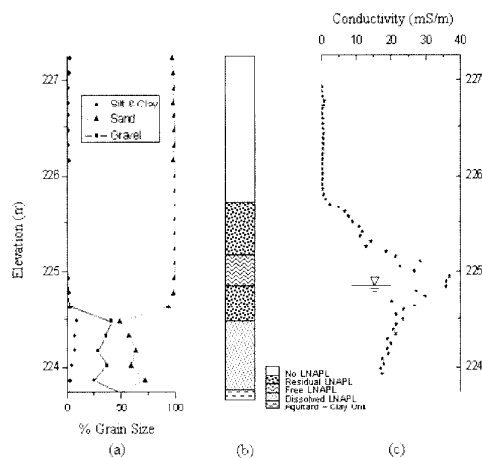 Conductivity (mS/m)
0 10 20 30 40
227
226
225
224
Elevation (m)
227
226
225
224
Silt & Clay
Sand
Gravel
0 50 100
% Grain Size
No LNAPL
Residual LNAPL
Free LNAPL
Dissolved LNAPL
Aquitard - Clay Unit
(a)
(b)
(c)